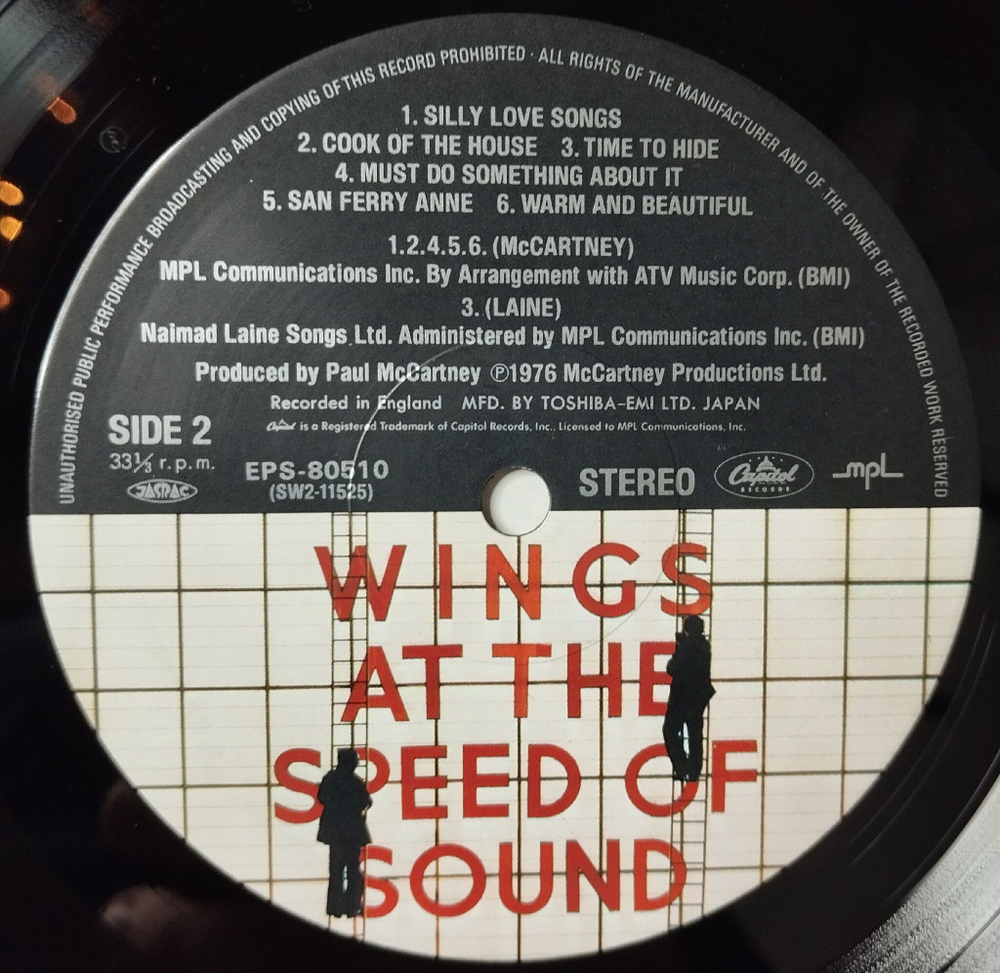 UNAUTHORISED PUBLIC PERFORMANCE BROADCASTING AND COPYING OF THIS RECORD PROHIBITED · ALL RIGHTS OF THE MANUFACTURER AND OF THE OWNER OF THE RECORDED WORK RESERVED
1. SILLY LOVE SONGS
2. COOK OF THE HOUSE 3. TIME TO HIDE
4. MUST DO SOMETHING ABOUT IT
5. SAN FERRY ANNE 6. WARM AND BEAUTIFUL
1.2.4.5.6. (McCARTNEY)
MPL Communications Inc. By Arrangement with ATV Music Corp. (BMI)
3. (LAINE)
Naimad Laine Songs Ltd. Administered by MPL Communications Inc. (BMI)
Produced by Paul McCartney ℗1976 McCartney Productions Ltd.
Recorded in England MFD. BY TOSHIBA-EMI LTD. JAPAN
Capitol is a Registered Trademark of Capitol Records, Inc., Licensed to MPL Communications, Inc.
SIDE 2
33⅓ r.p.m.
JASRAC
EPS-80510
(SW2-11525)
STEREO
Capitol
RECORDS
mpl
WINGS
AT THE
SPEED OF
SOUND